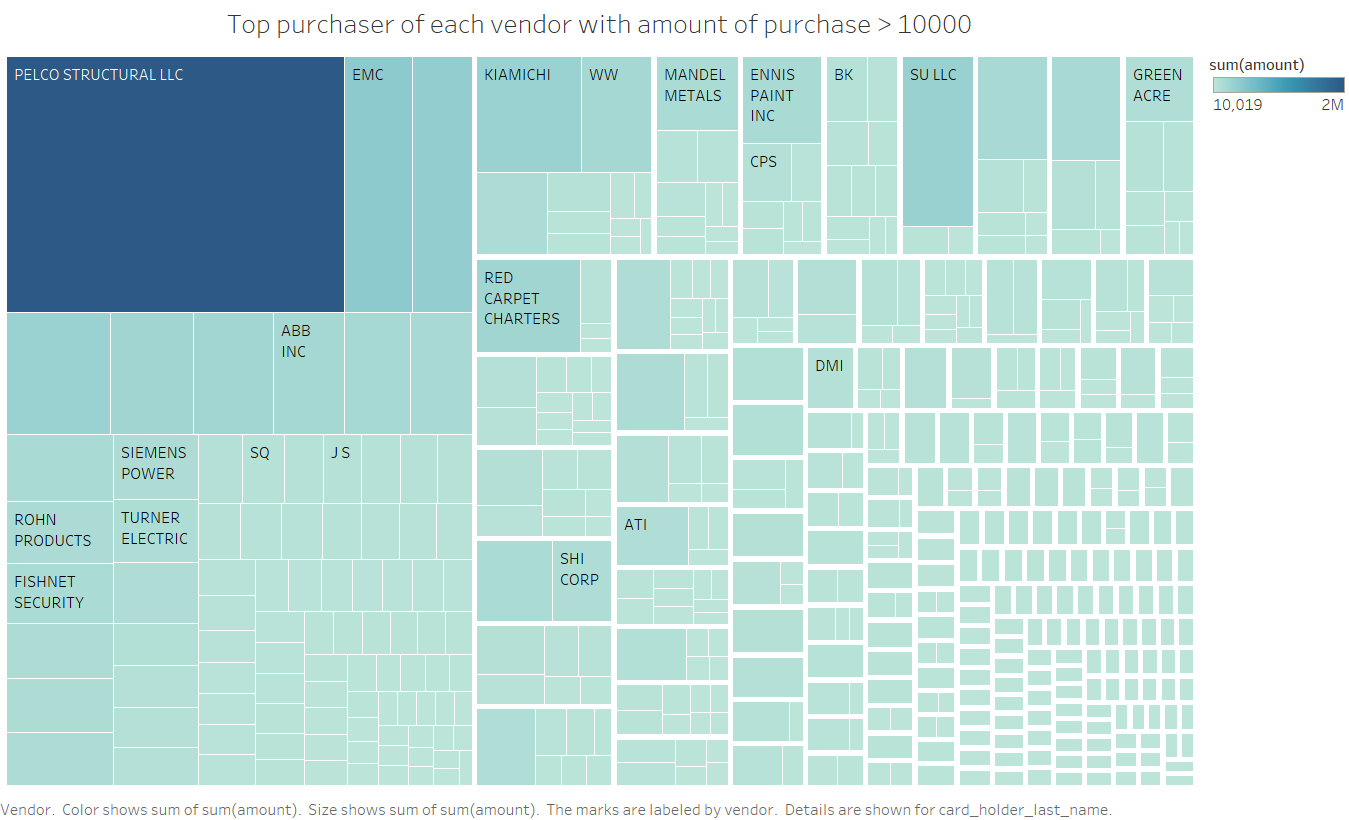 Top purchaser of each vendor with amount of purchase > 10000
PELCO STRUCTURAL LLC
EMC
KIAMICHI
WW
MANDEL
METALS
ENNIS
PAINT
INC
CPS
BK
SU LLC
GREEN
ACRE
sum(amount)
10,019
2M
RED
CARPET
CHARTERS
ABB
INC
DMI
SIEMENS
POWER
SQ
J S
ROHN
PRODUCTS
TURNER
ELECTRIC
ATI
FISHNET
SECURITY
SHI
CORP
Vendor. Color shows sum of sum(amount). Size shows sum of sum(amount). The marks are labeled by vendor. Details are shown for card_holder_last_name.